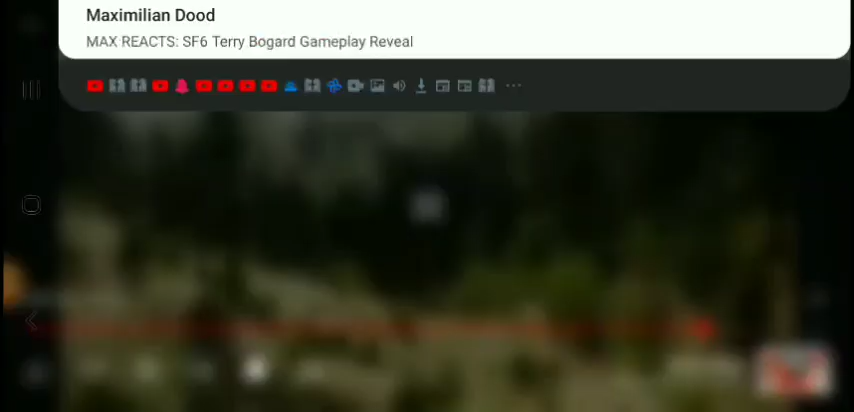 Maximilian Dood
MAX REACTS: SF6 Terry Bogard Gameplay Reveal